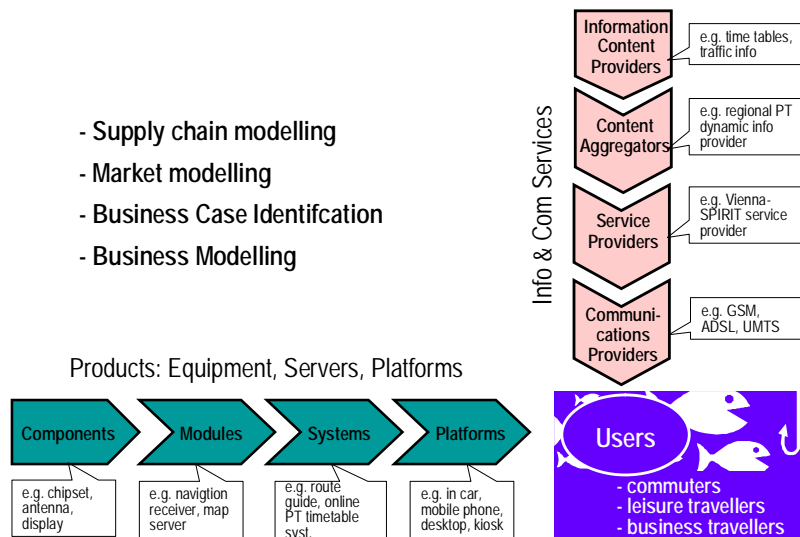 - Supply chain modelling
- Market modelling
- Business Case Identifcation
- Business Modelling
Info & Com Services
Information
Content
Providers
e.g. time tables,
traffic info
Content
Aggregators
e.g. regional PT
dynamic info
provider
Service
Providers
e.g. Vienna-
SPIRIT service
provider
Communi-
cations
Providers
e.g. GSM,
ADSL, UMTS
Products: Equipment, Servers, Platforms
Components
Modules
Systems
Platforms
e.g. chipset,
antenna,
display
e.g. navigtion
receiver, map
server
e.g. route
guide, online
PT timetable
syst.
e.g. in car,
mobile phone,
desktop, kiosk
Users
- commuters
- leisure travellers
- business travellers